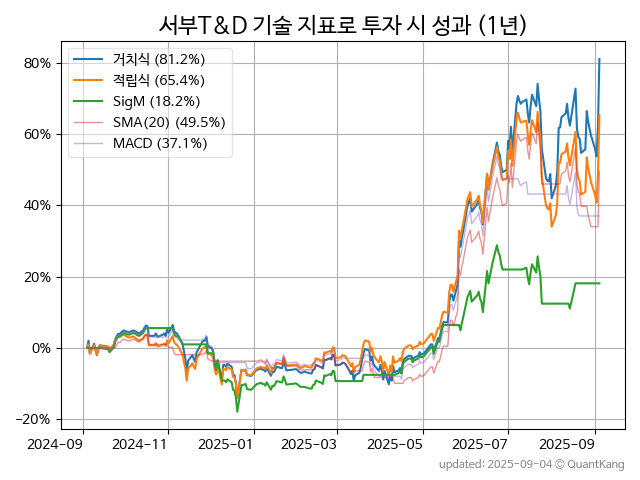 서부T&D 기술 지표로 투자 시 성과 (1년)
거치식 (81.2%)
적립식 (65.4%)
SigM (18.2%)
SMA(20) (49.5%)
MACD (37.1%)
80%
60%
40%
20%
0%
−20%
2024−09
2024−11
2025−01
2025−03
2025−05
2025−07
2025−09
updated: 2025-09-04 © QuantKang